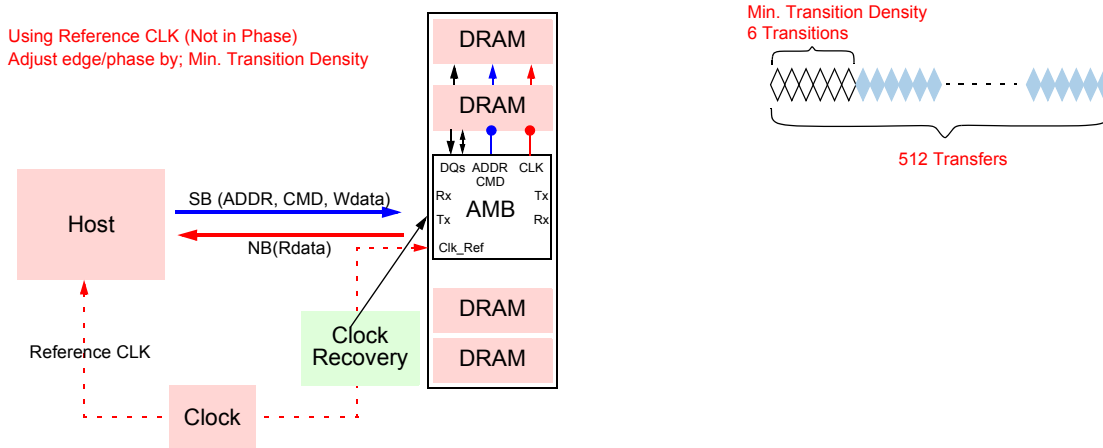 Using Reference CLK (Not in Phase)
Adjust edge/phase by; Min. Transition Density
Min. Transition Density
6 Transitions
512 Transfers
DRAM
DRAM
DQs ADDR CLK
CMD
Rx Tx
AMB
Tx Rx
Clk_Ref
Host
SB (ADDR, CMD, Wdata)
NB(Rdata)
DRAM
DRAM
Clock
Recovery
Reference CLK
Clock